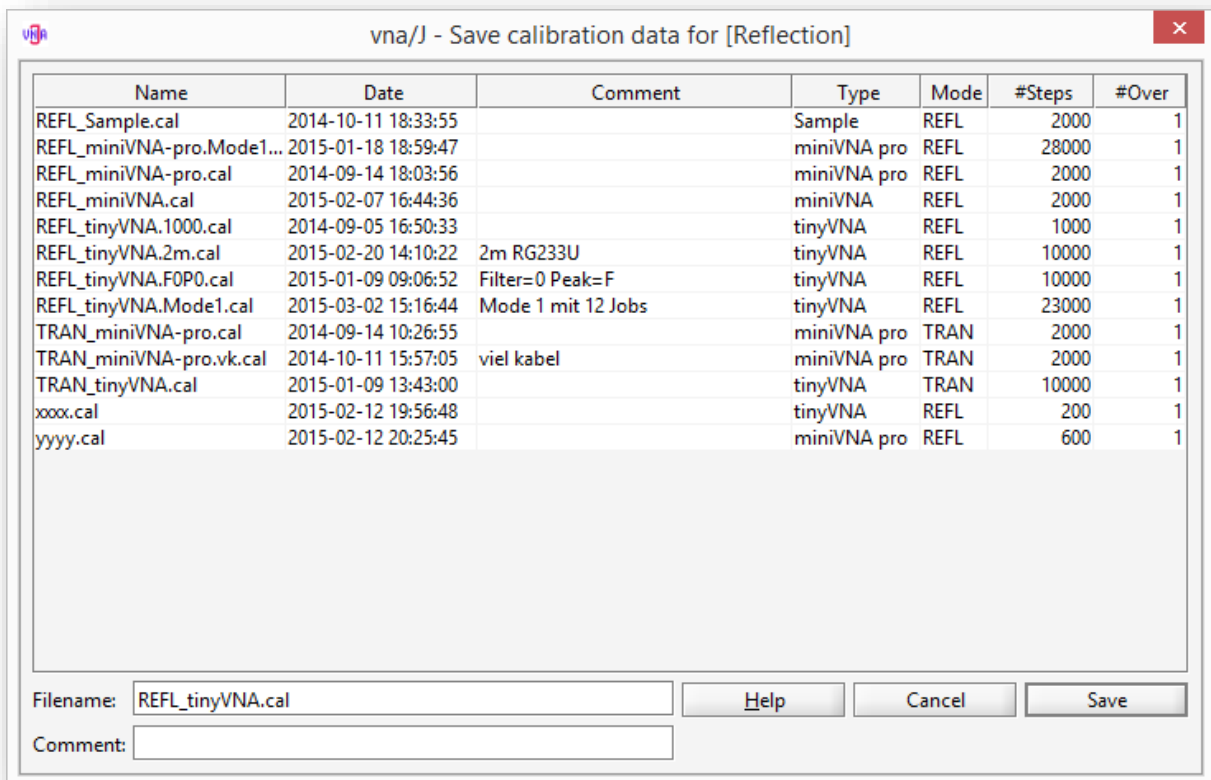 VNA vna/J - Save calibration data for [Reflection]
Name Date Comment Type Mode #Steps #Over
REFL_Sample.cal 2014-10-11 18:33:55 Sample REFL 2000 1
REFL_miniVNA-pro.Mode1... 2015-01-18 18:59:47 miniVNA pro REFL 28000 1
REFL_miniVNA-pro.cal 2014-09-14 18:03:56 miniVNA pro REFL 2000 1
REFL_miniVNA.cal 2015-02-07 16:44:36 miniVNA REFL 2000 1
REFL_tinyVNA.1000.cal 2014-09-05 16:50:33 tinyVNA REFL 1000 1
REFL_tinyVNA.2m.cal 2015-02-20 14:10:22 2m RG233U tinyVNA REFL 10000 1
REFL_tinyVNA.F0P0.cal 2015-01-09 09:06:52 Filter=0 Peak=F tinyVNA REFL 10000 1
REFL_tinyVNA.Mode1.cal 2015-03-02 15:16:44 Mode 1 mit 12 Jobs tinyVNA REFL 23000 1
TRAN_miniVNA-pro.cal 2014-09-14 10:26:55 miniVNA pro TRAN 2000 1
TRAN_miniVNA-pro.vk.cal 2014-10-11 15:57:05 viel kabel miniVNA pro TRAN 2000 1
TRAN_tinyVNA.cal 2015-01-09 13:43:00 tinyVNA TRAN 10000 1
xxxx.cal 2015-02-12 19:56:48 tinyVNA REFL 200 1
yyyy.cal 2015-02-12 20:25:45 miniVNA pro REFL 600 1
Filename: REFL_tinyVNA.cal Help Cancel Save
Comment: